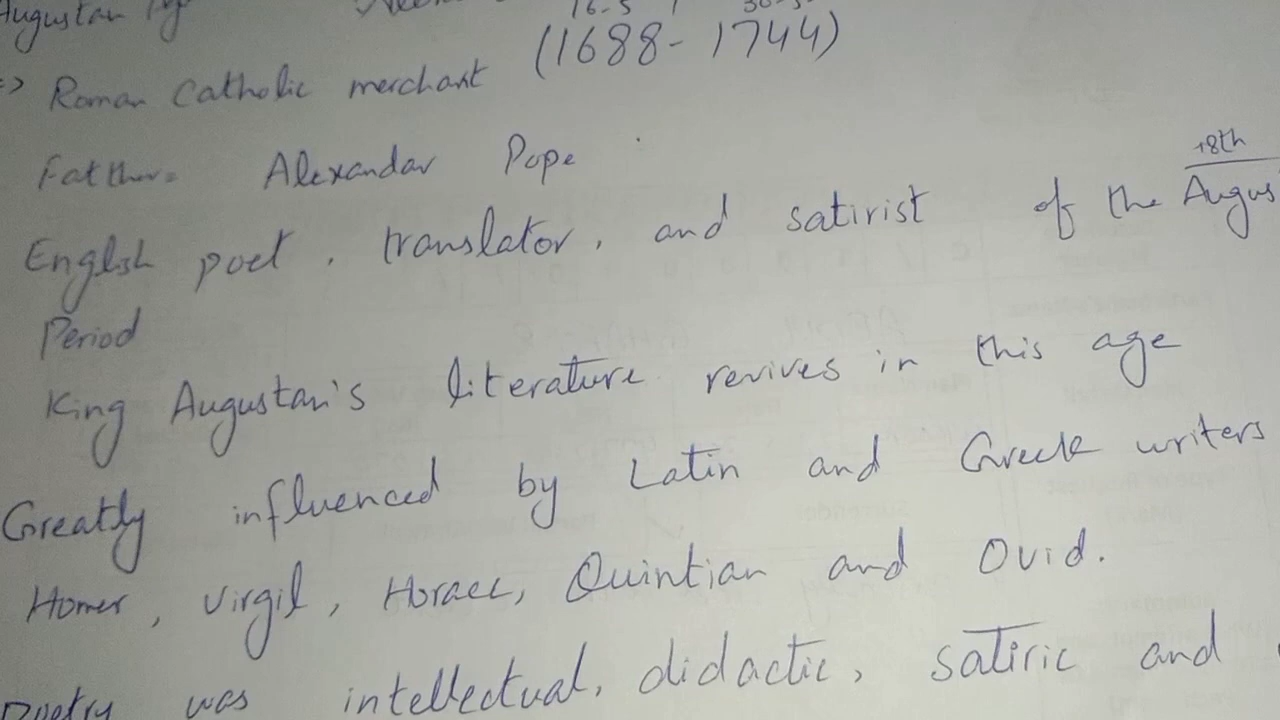 Augustan
(1688- 1744)
=> Roman Catholic merchant
Father= Alexandar Pope
18th
English poet, translator, and satirist of the Augus
Period
King Augustan's literature revives in this age
Greatly influenced by Latin and Greek writers
Homer, Virgil, Horace, Quintian and Ovid.
Poetry was intellectual, didactic, satiric and